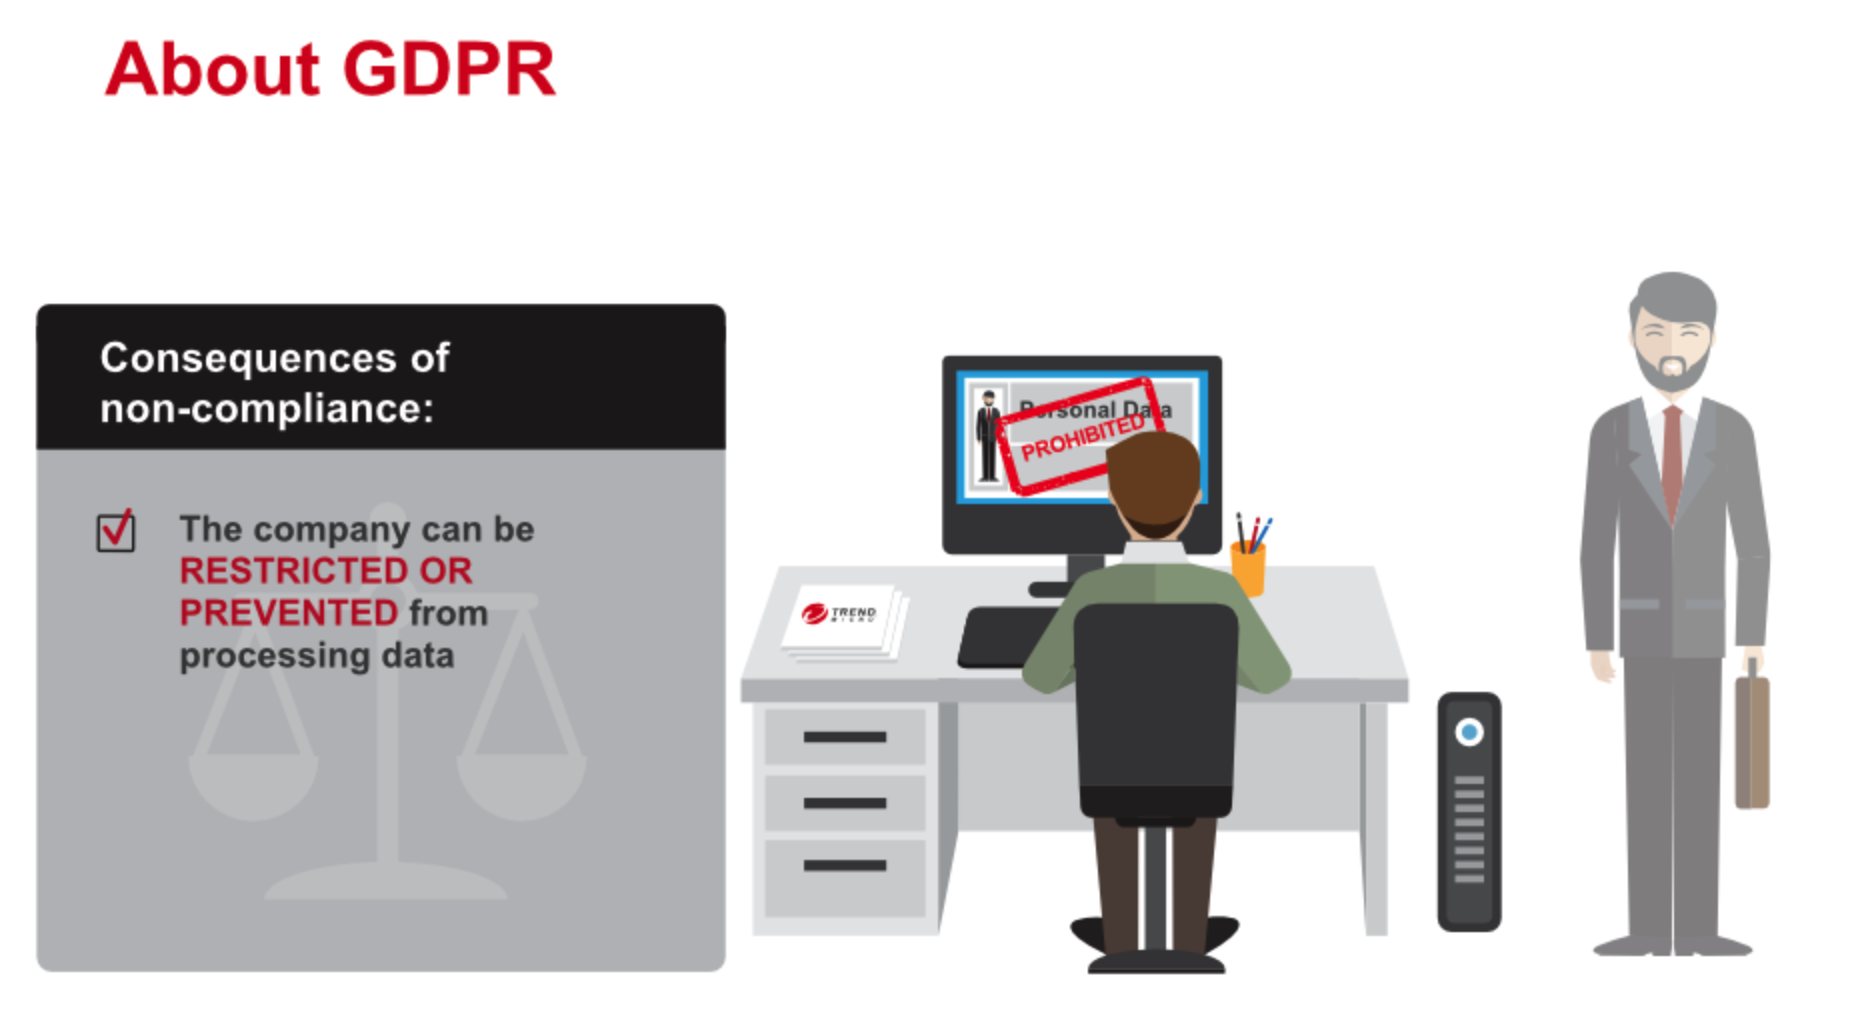 About GDPR
Consequences of
non-compliance:
The company can be
RESTRICTED OR
PREVENTED from
processing data
Personal Data
PROHIBITED
TREND
MICRO